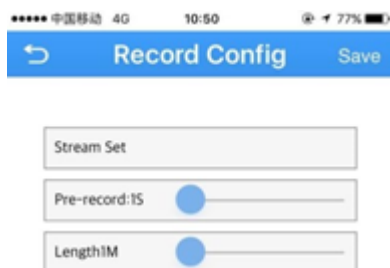 中国移动 4G 10:50 77%
Record Config Save
Stream Set
Pre-record:1S
Length1M